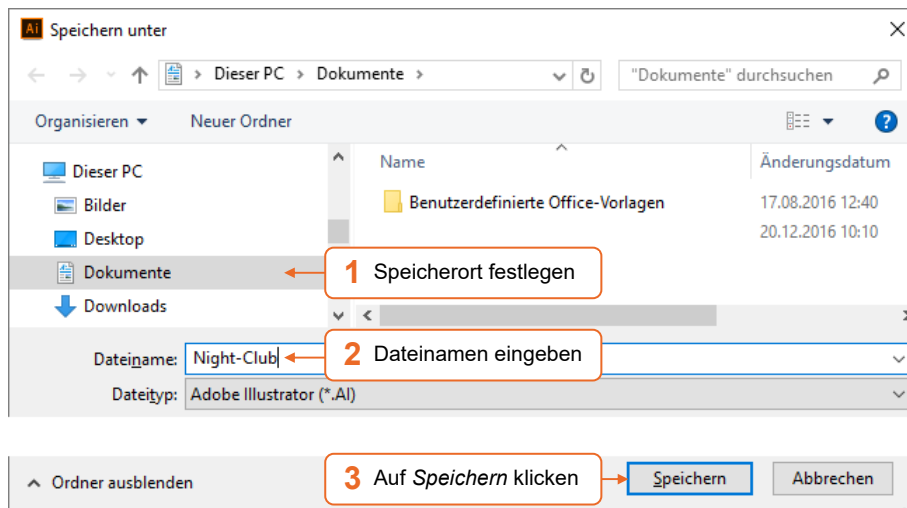 Ai Speichern unter
Dieser PC > Dokumente > "Dokumente" durchsuchen
Organisieren Neuer Ordner ?
Dieser PC Name Änderungsdatum
Bilder Benutzerdefinierte Office-Vorlagen 17.08.2016 12:40
Desktop 20.12.2016 10:10
Dokumente 1 Speicherort festlegen
Downloads
Dateiname: Night-Club 2 Dateinamen eingeben
Dateityp: Adobe Illustrator (*.AI)
Ordner ausblenden 3 Auf Speichern klicken Speichern Abbrechen